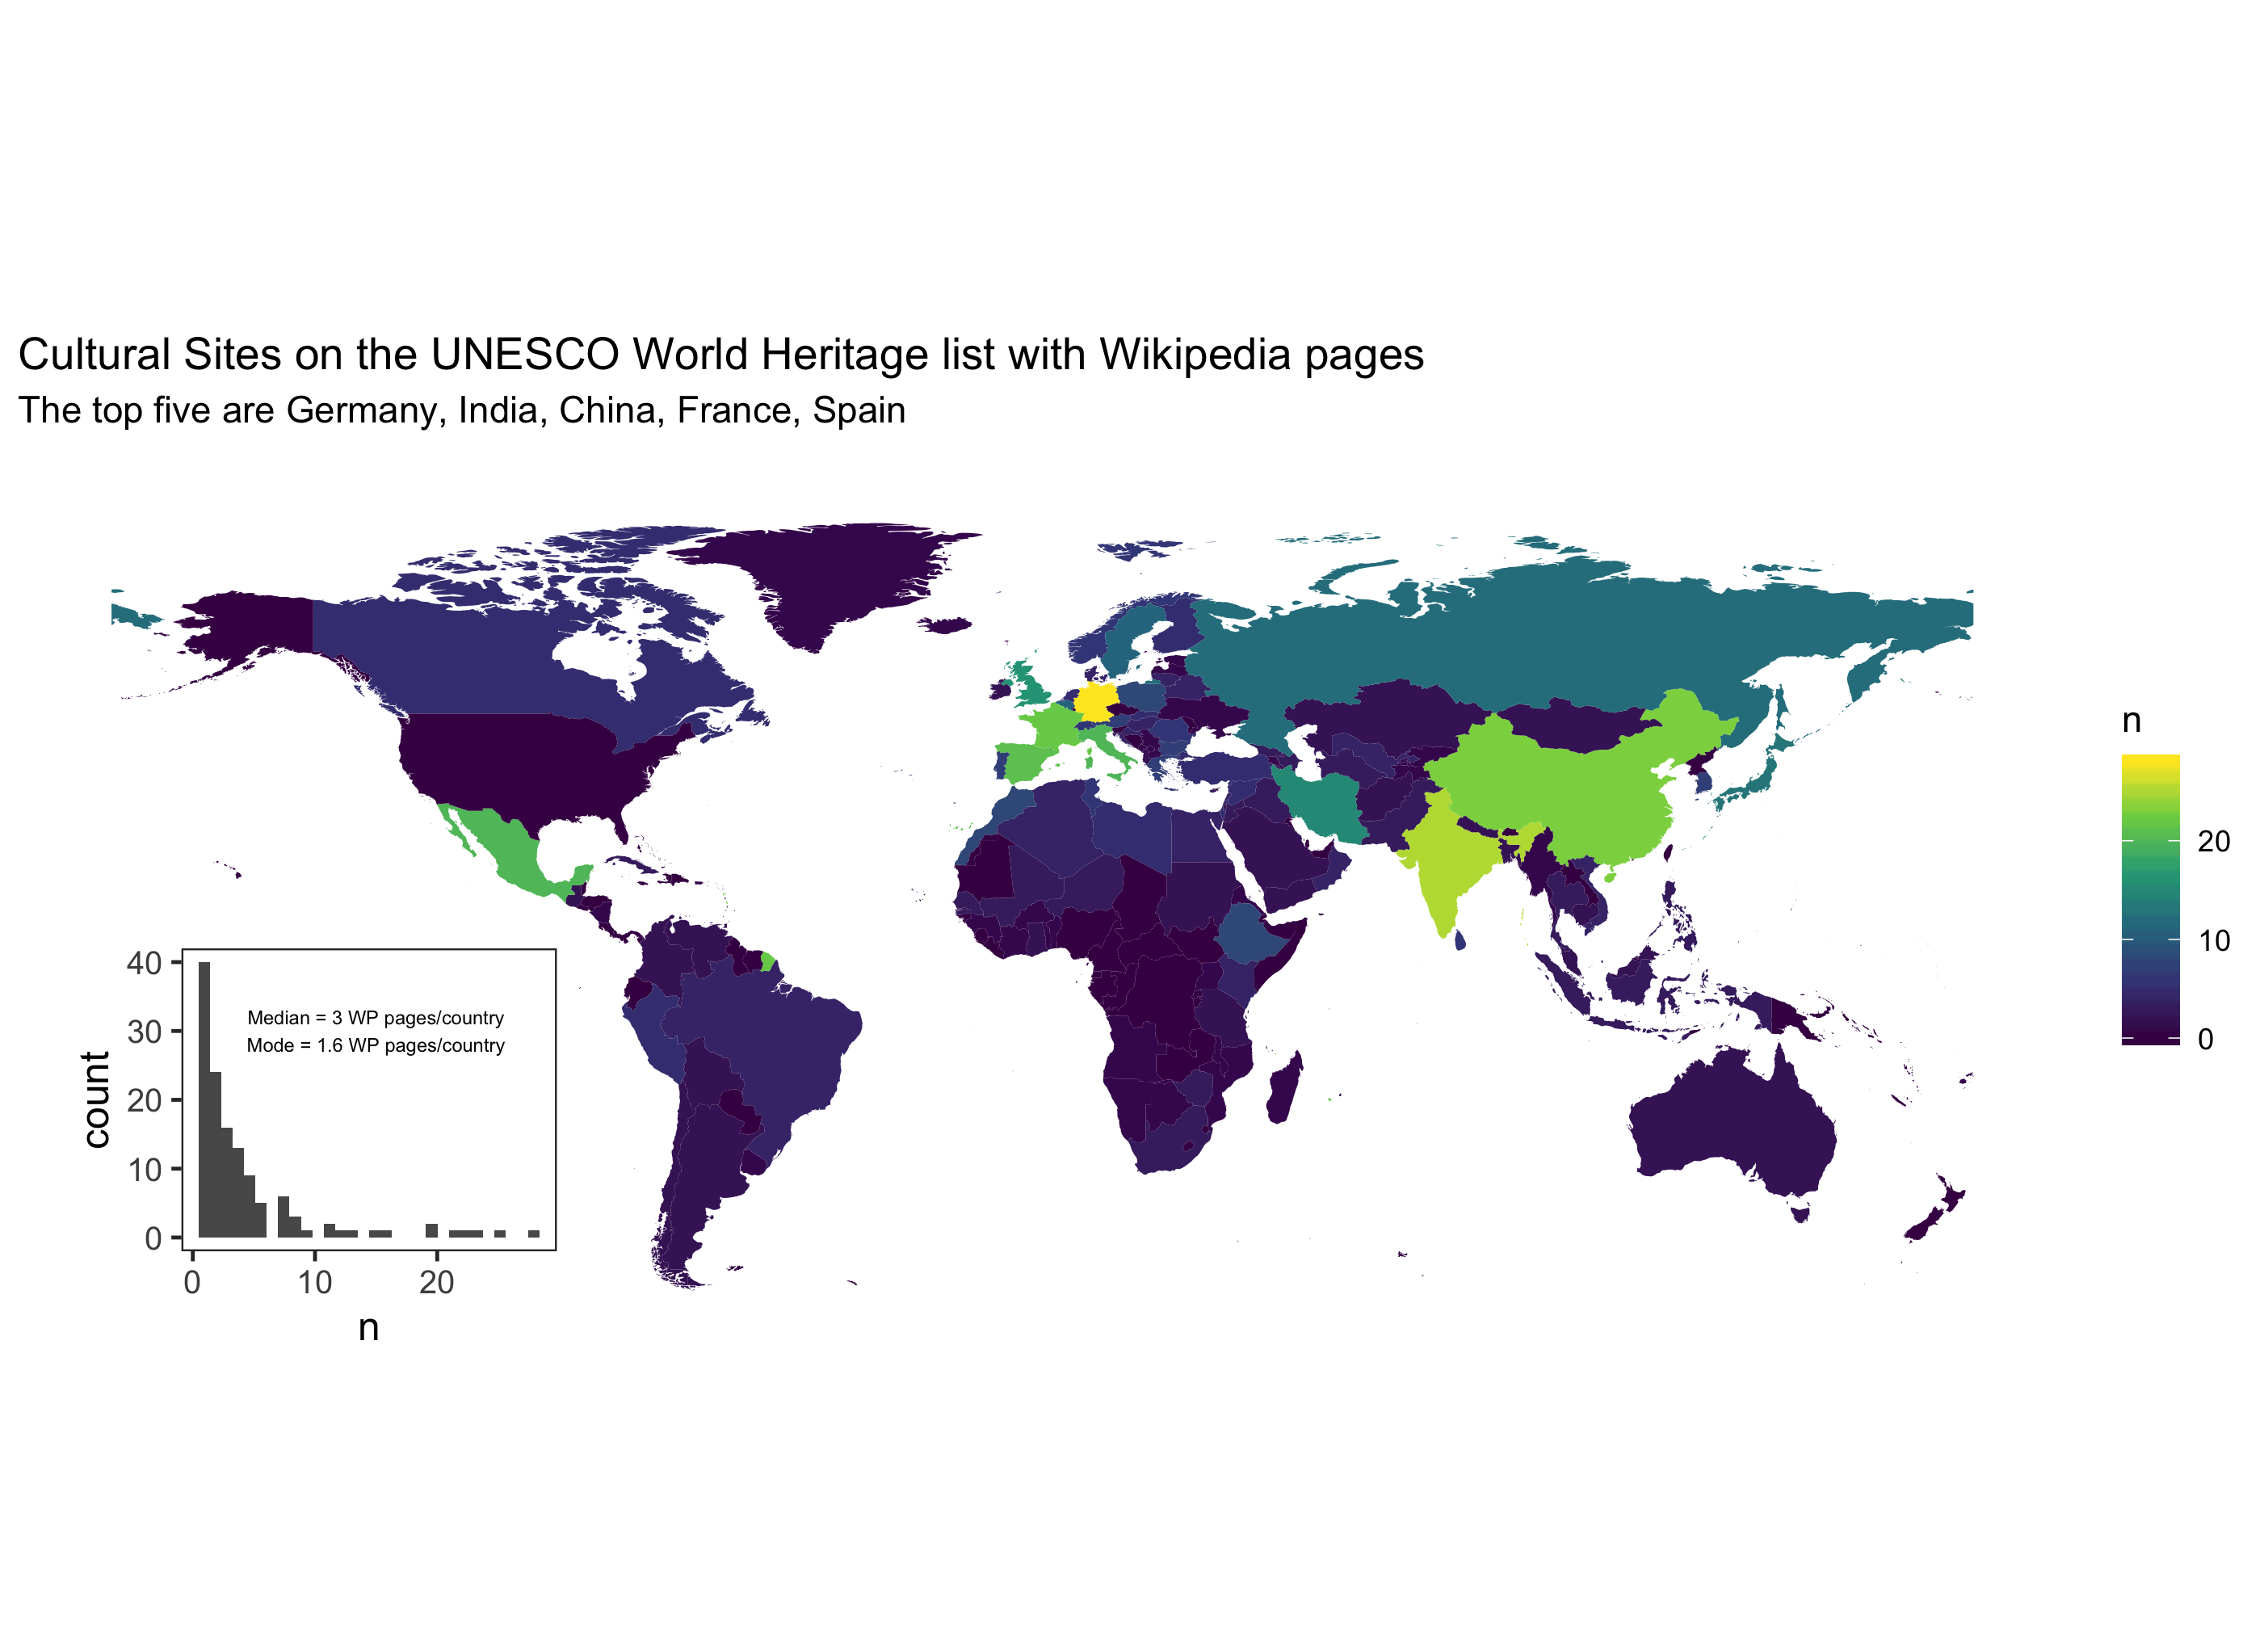 Cultural Sites on the UNESCO World Heritage list with Wikipedia pages
The top five are Germany, India, China, France, Spain
n
20
10
0
40
30
20
10
0
count
Median = 3 WP pages/country
Mode = 1.6 WP pages/country
0 10 20
n